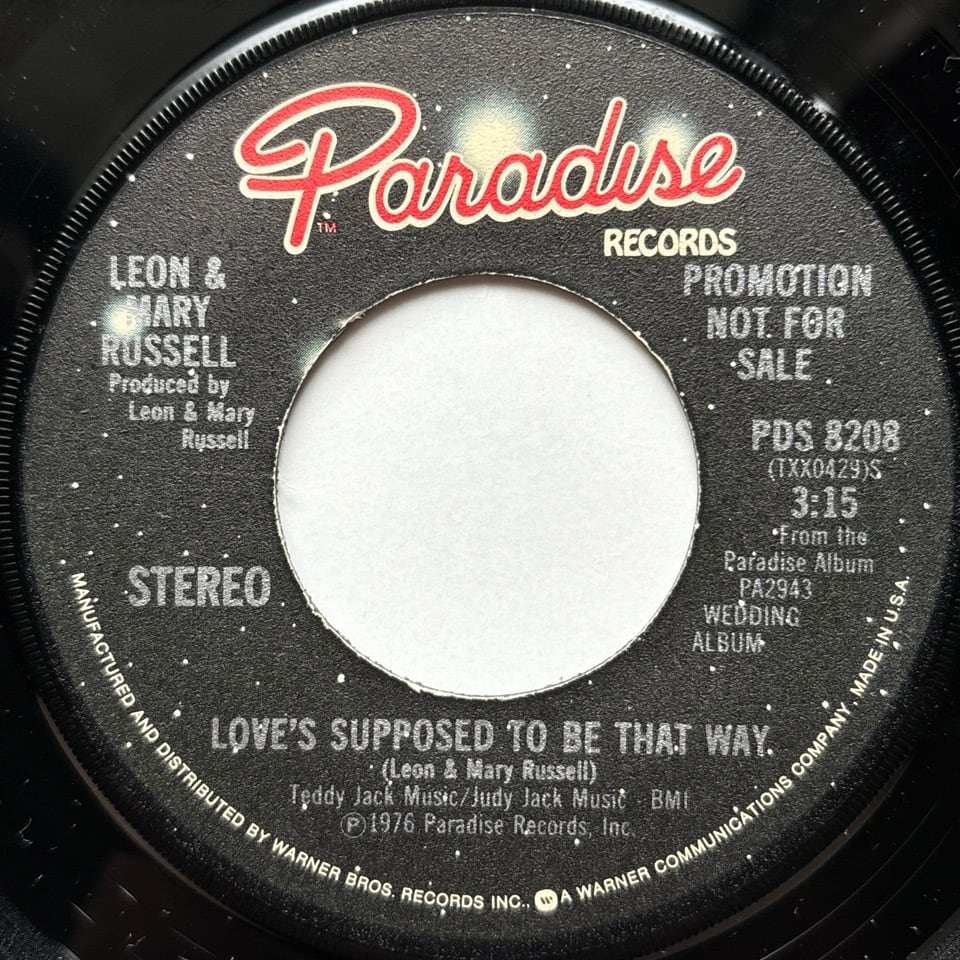 Paradise
TM
RECORDS
LEON &
MARY
RUSSELL
Produced by
Leon & Mary
Russell
PROMOTION
NOT FOR
SALE
PDS 8208
(TXX0429)S
3:15
From the
Paradise Album
PA2943
WEDDING
ALBUM
STEREO
LOVE'S SUPPOSED TO BE THAT WAY
(Leon & Mary Russell)
Teddy Jack Music/Judy Jack Music - BMI
Ⓟ1976 Paradise Records, Inc.
MANUFACTURED AND DISTRIBUTED BY WARNER BROS. RECORDS INC., W A WARNER COMMUNICATIONS COMPANY, MADE IN U.S.A.